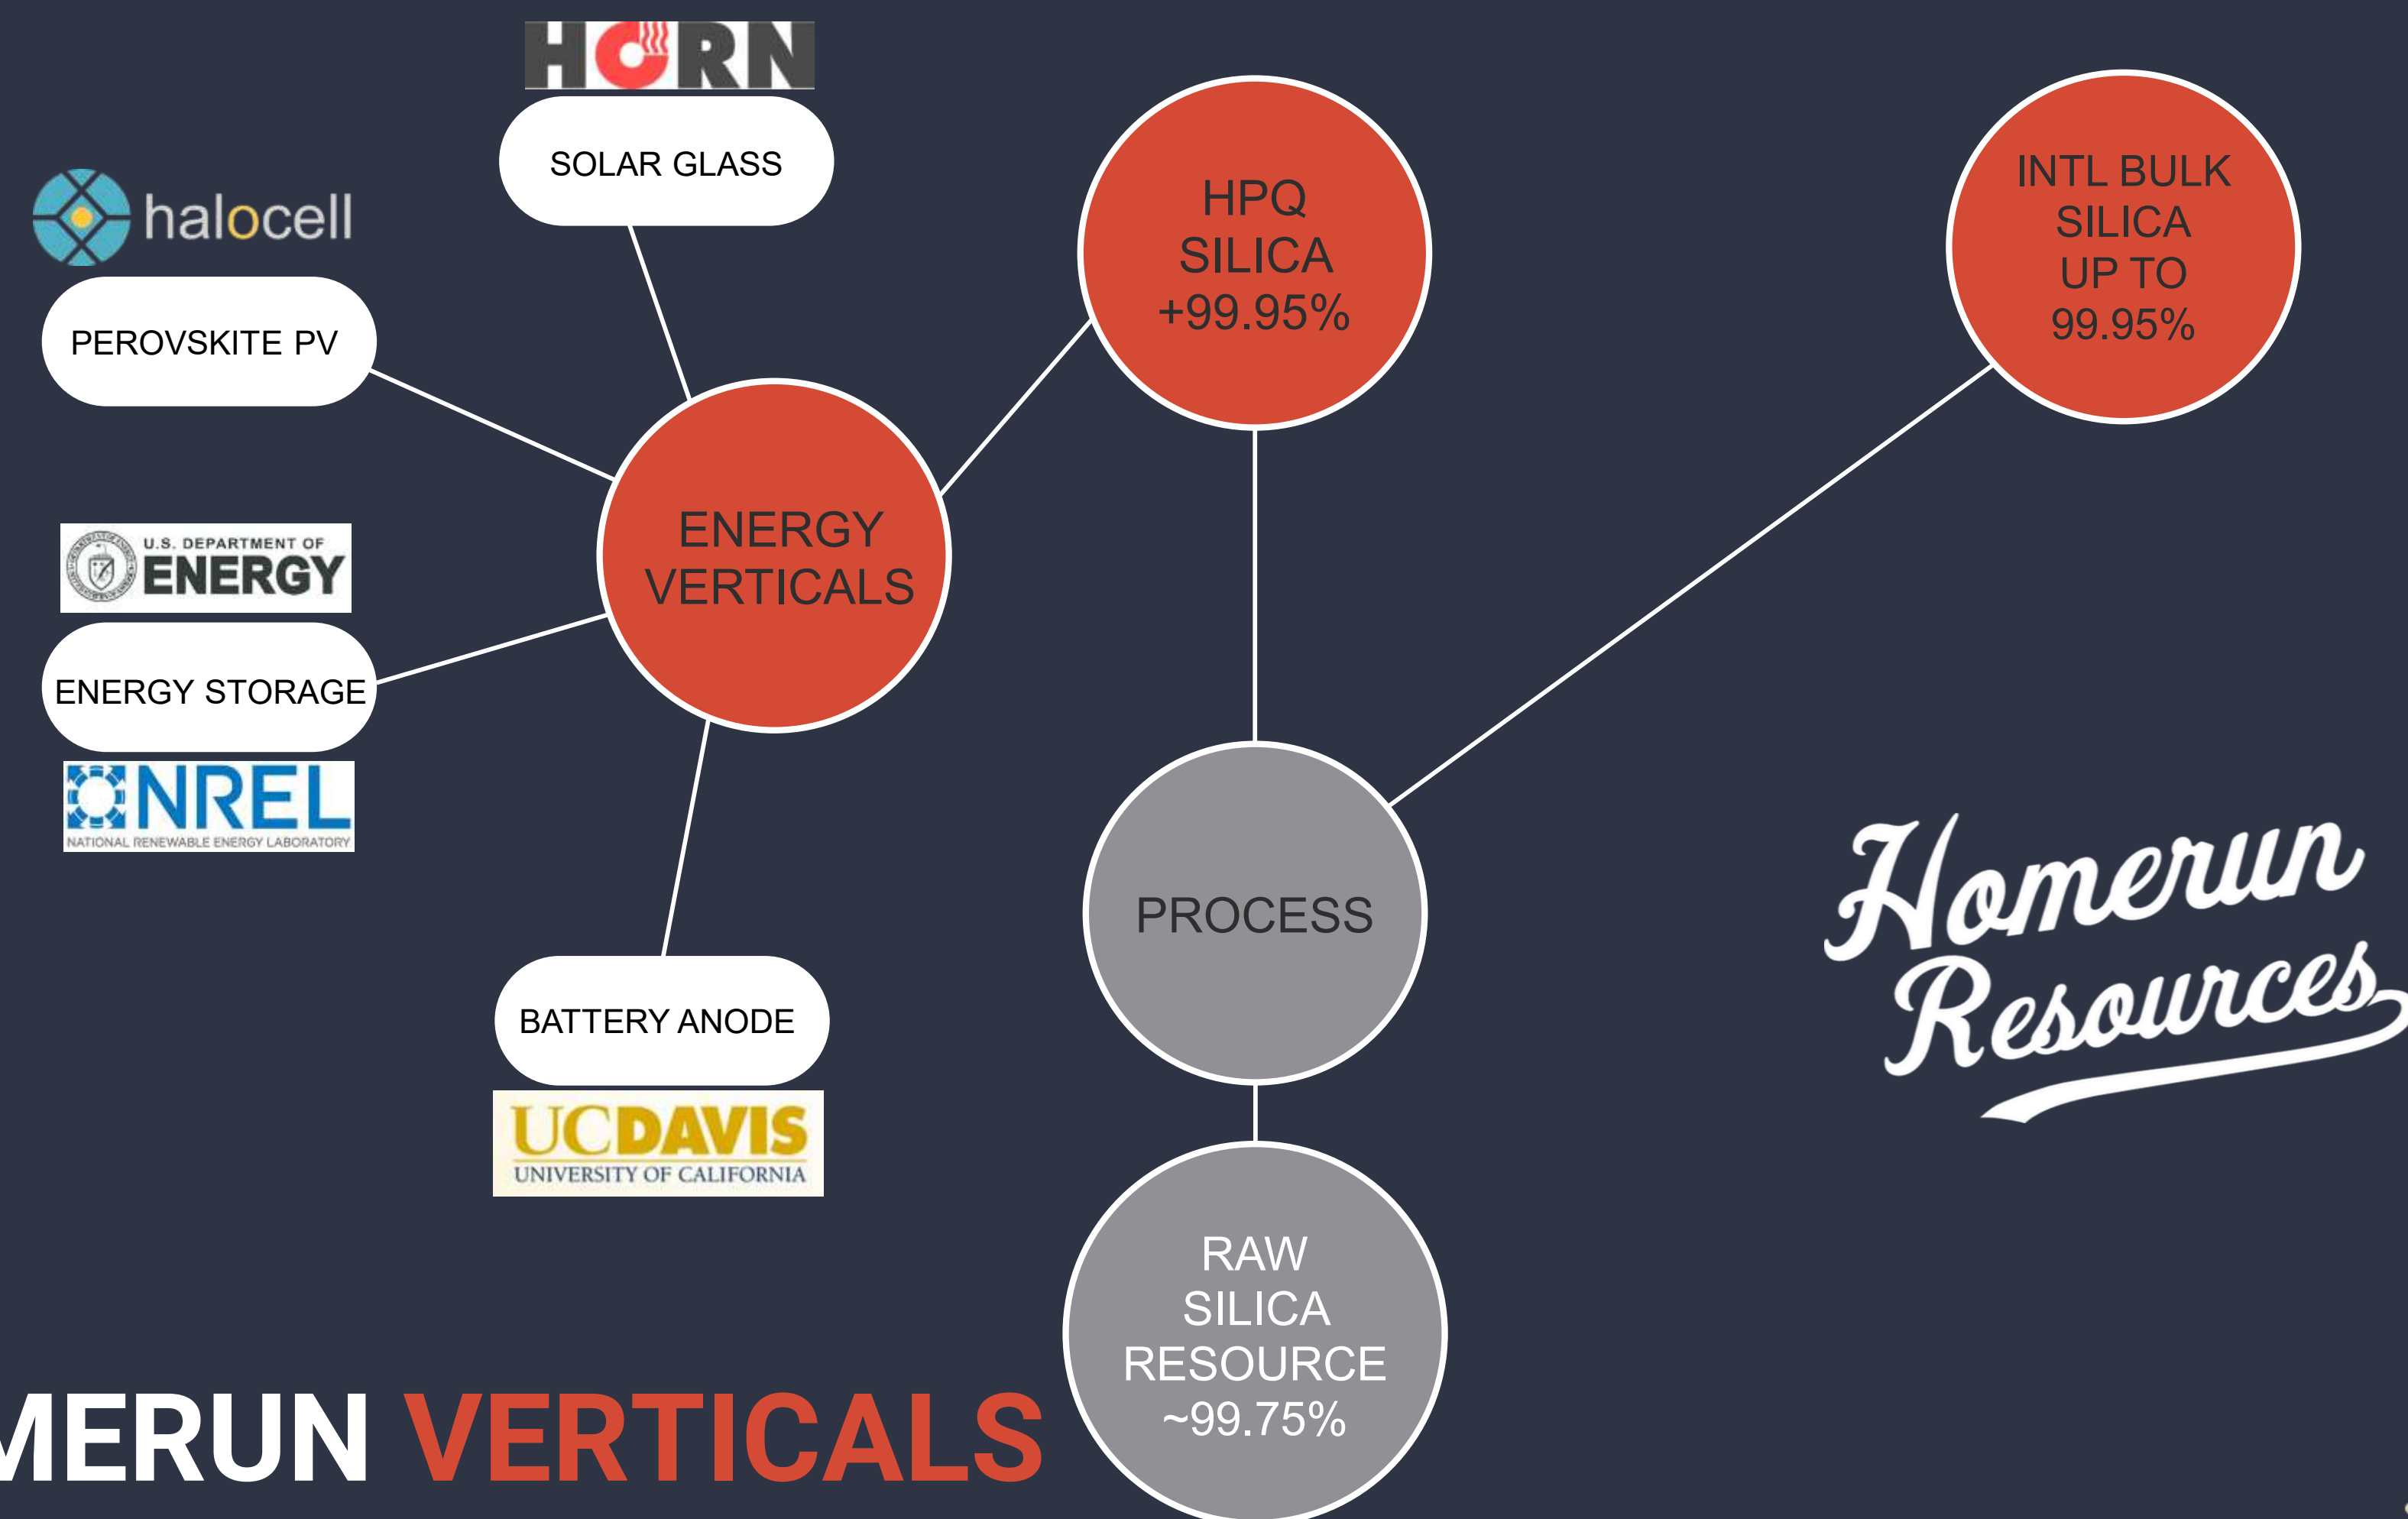 HORN
SOLAR GLASS
halocell
PEROVSKITE PV
U.S. DEPARTMENT OF
ENERGY
ENERGY STORAGE
NREL
NATIONAL RENEWABLE ENERGY LABORATORY
ENERGY
VERTICALS
BATTERY ANODE
UCDAVIS
UNIVERSITY OF CALIFORNIA
HPQ
SILICA
+99.95%
INTL BULK
SILICA
UP TO
99.95%
PROCESS
RAW
SILICA
RESOURCE
~99.75%
Homerun
Resources
MERUN VERTICALS